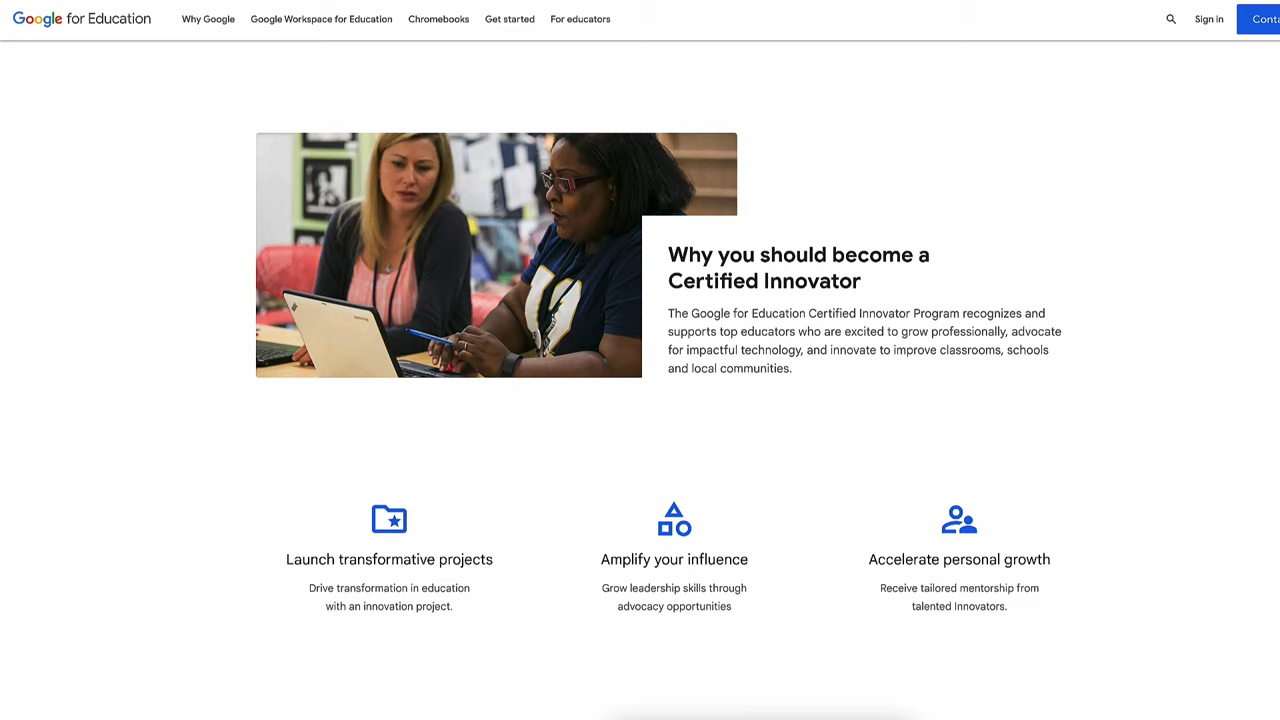 Google for Education
Why Google
Google Workspace for Education
Chromebooks
Get started
For educators
Sign in
Why you should become a
Certified Innovator
The Google for Education Certified Innovator Program recognizes and
supports top educators who are excited to grow professionally, advocate
for impactful technology, and innovate to improve classrooms, schools
and local communities.
Launch transformative projects
Drive transformation in education
with an innovation project.
Amplify your influence
Grow leadership skills through
advocacy opportunities
Accelerate personal growth
Receive tailored mentorship from
talented Innovators.